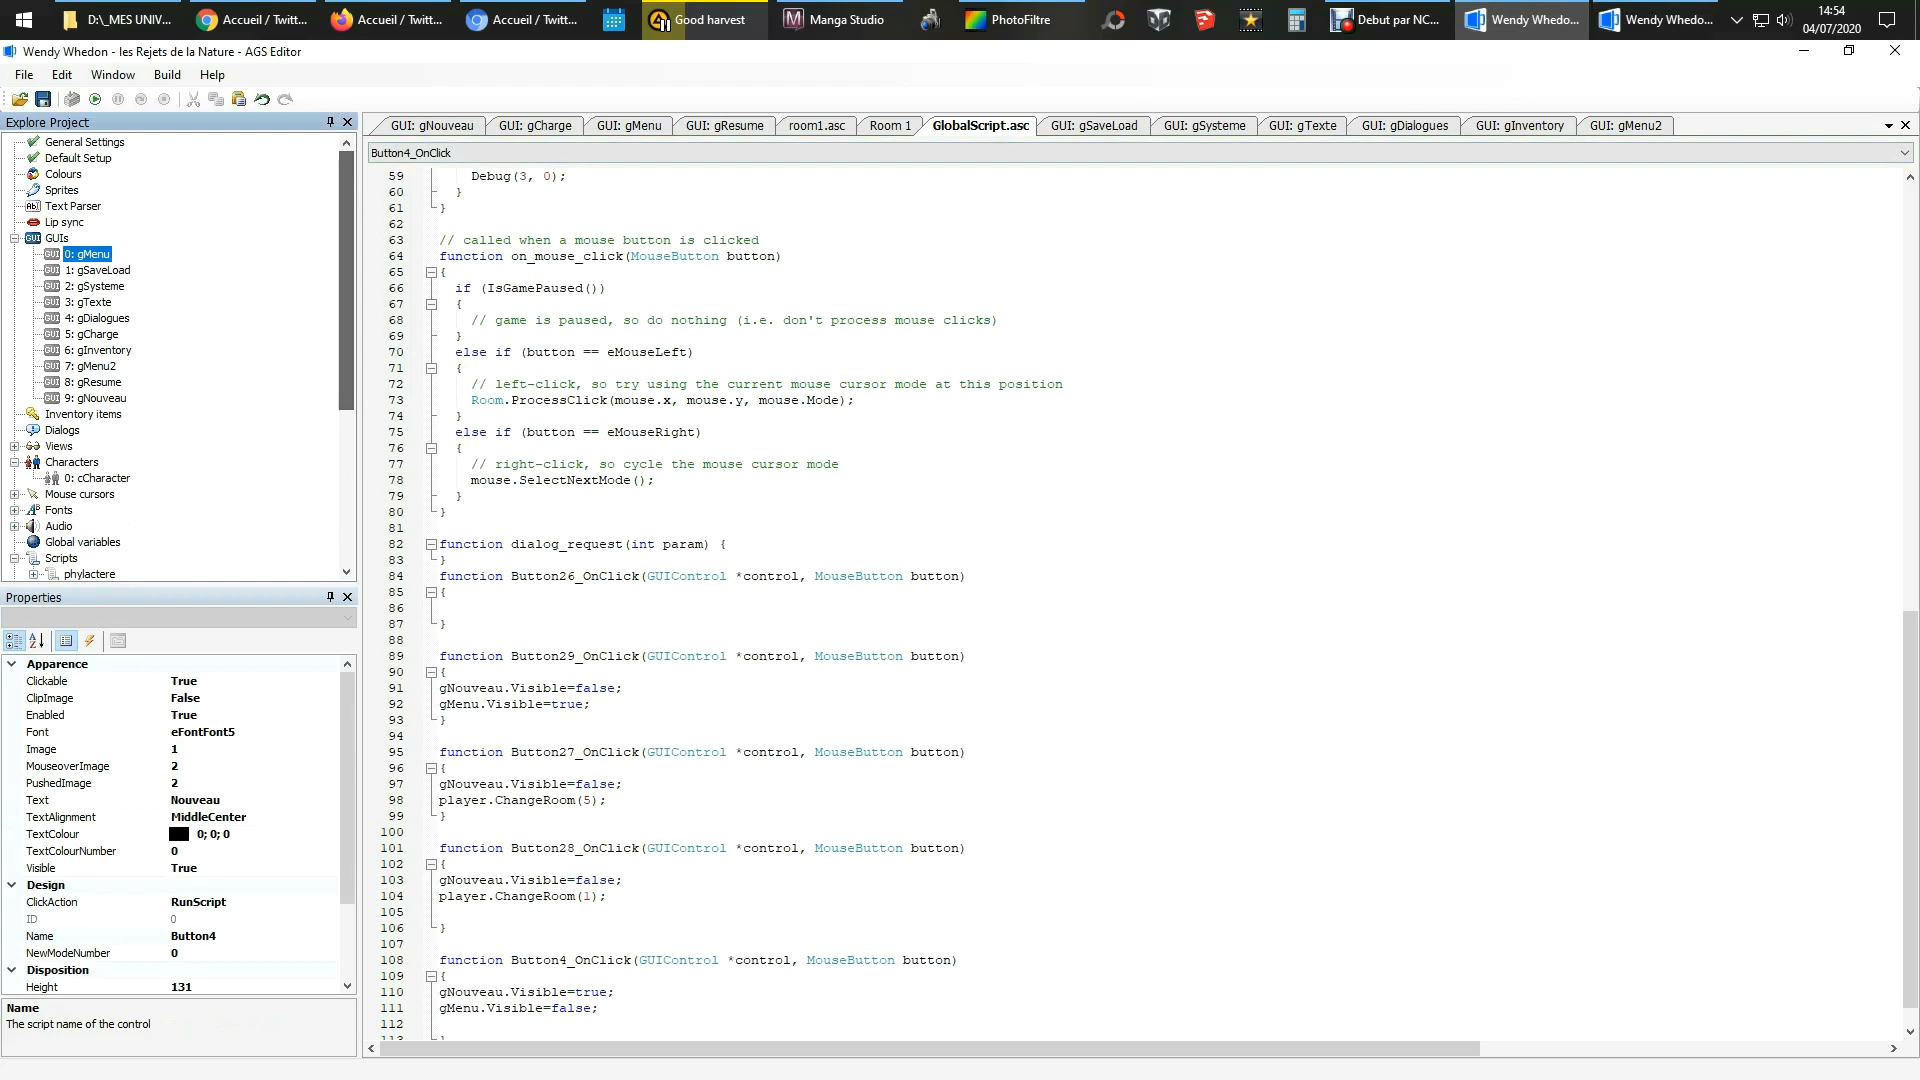 D:\_MES UNIV...
Accueil / Twitt...
Accueil / Twitt...
Accueil / Twitt...
Good harvest
Manga Studio
PhotoFiltre
Debut par NC...
Wendy Whedo...
Wendy Whedo...
14:54
04/07/2020
Wendy Whedon - les Rejets de la Nature - AGS Editor
File Edit Window Build Help
Explore Project
General Settings
Default Setup
Colours
Sprites
Text Parser
Lip sync
GUIs
0: gMenu
1: gSaveLoad
2: gSysteme
3: gTexte
4: gDialogues
5: gCharge
6: gInventory
7: gMenu2
8: gResume
9: gNouveau
Inventory items
Dialogs
Views
Characters
0: cCharacter
Mouse cursors
Fonts
Audio
Global variables
Scripts
phylactere
Properties
Apparence
Clickable True
ClipImage False
Enabled True
Font eFontFont5
Image 1
MouseoverImage 2
PushedImage 2
Text Nouveau
TextAlignment MiddleCenter
TextColour 0; 0; 0
TextColourNumber 0
Visible True
Design
ClickAction RunScript
ID 0
Name Button4
NewModeNumber 0
Disposition
Height 131
Name
The script name of the control
GUI: gNouveau GUI: gCharge GUI: gMenu GUI: gResume room1.asc Room 1 GlobalScript.asc GUI: gSaveLoad GUI: gSysteme GUI: gTexte GUI: gDialogues GUI: gInventory GUI: gMenu2
Button4_OnClick
59 Debug(3, 0);
60 }
61 }
62
63 // called when a mouse button is clicked
64 function on_mouse_click(MouseButton button)
65 {
66 if (IsGamePaused())
67 {
68 // game is paused, so do nothing (i.e. don't process mouse clicks)
69 }
70 else if (button == eMouseLeft)
71 {
72 // left-click, so try using the current mouse cursor mode at this position
73 Room.ProcessClick(mouse.x, mouse.y, mouse.Mode);
74 }
75 else if (button == eMouseRight)
76 {
77 // right-click, so cycle the mouse cursor mode
78 mouse.SelectNextMode();
79 }
80 }
81
82 function dialog_request(int param) {
83 }
84 function Button26_OnClick(GUIControl *control, MouseButton button)
85 {
86
87 }
88
89 function Button29_OnClick(GUIControl *control, MouseButton button)
90 {
91 gNouveau.Visible=false;
92 gMenu.Visible=true;
93 }
94
95 function Button27_OnClick(GUIControl *control, MouseButton button)
96 {
97 gNouveau.Visible=false;
98 player.ChangeRoom(5);
99 }
100
101 function Button28_OnClick(GUIControl *control, MouseButton button)
102 {
103 gNouveau.Visible=false;
104 player.ChangeRoom(1);
105
106 }
107
108 function Button4_OnClick(GUIControl *control, MouseButton button)
109 {
110 gNouveau.Visible=true;
111 gMenu.Visible=false;
112
113 }